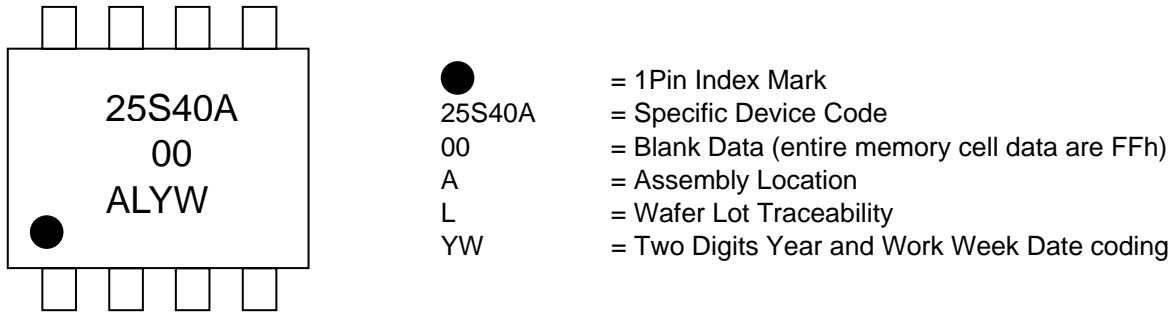 25S40A
00
ALYW
= 1Pin Index Mark
25S40A = Specific Device Code
00 = Blank Data (entire memory cell data are FFh)
A = Assembly Location
L = Wafer Lot Traceability
YW = Two Digits Year and Work Week Date coding